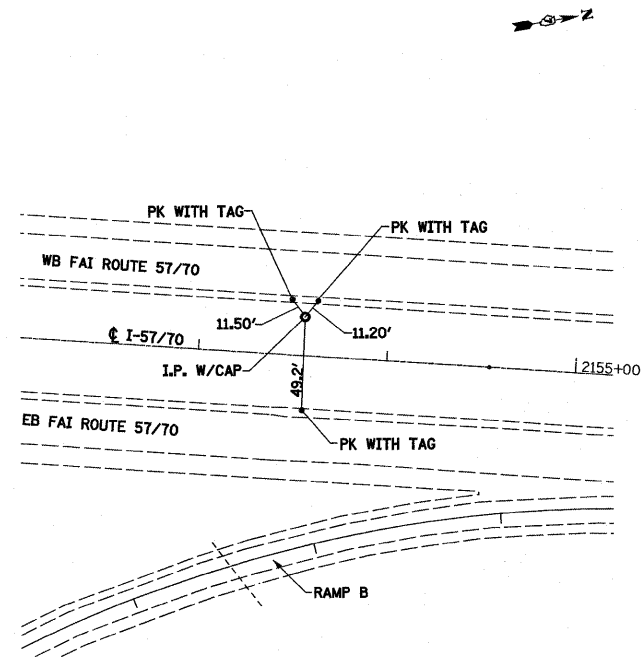 N
PK WITH TAG
PK WITH TAG
WB FAI ROUTE 57/70
11.50'
11.20'
℄ I-57/70
I.P. W/CAP
2155+00
49.2'
EB FAI ROUTE 57/70
PK WITH TAG
RAMP B